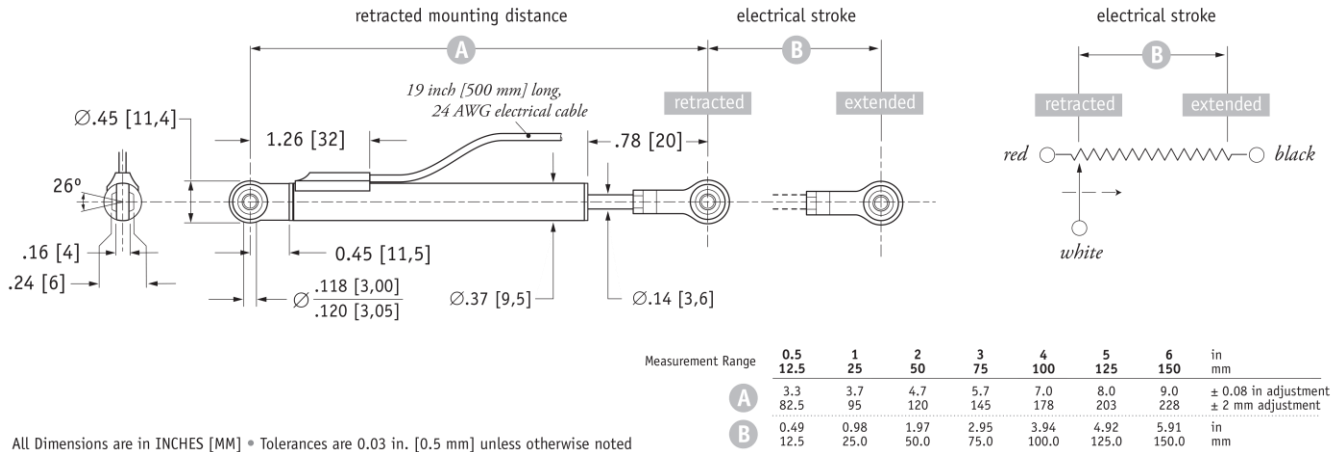 retracted mounting distance
electrical stroke
electrical stroke
A
B
B
19 inch [500 mm] long,
24 AWG electrical cable
retracted
extended
retracted
extended
Ø.45 [11,4]
1.26 [32]
.78 [20]
red
black
26º
white
.16 [4]
.24 [6]
0.45 [11,5]
Ø .118 [3,00]
.120 [3,05]
Ø.37 [9,5]
Ø.14 [3,6]
Measurement Range 0.5 1 2 3 4 5 6 in
12.5 25 50 75 100 125 150 mm
A 3.3 3.7 4.7 5.7 7.0 8.0 9.0 ± 0.08 in adjustment
82.5 95 120 145 178 203 228 ± 2 mm adjustment
B 0.49 0.98 1.97 2.95 3.94 4.92 5.91 in
12.5 25.0 50.0 75.0 100.0 125.0 150.0 mm
All Dimensions are in INCHES [MM] • Tolerances are 0.03 in. [0.5 mm] unless otherwise noted